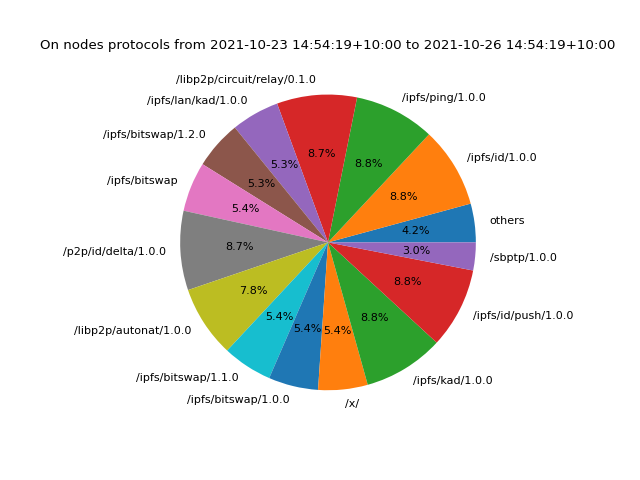 On nodes protocols from 2021-10-23 14:54:19+10:00 to 2021-10-26 14:54:19+10:00
/libp2p/circuit/relay/0.1.0
/ipfs/ping/1.0.0
/ipfs/lan/kad/1.0.0
/ipfs/bitswap/1.2.0
/ipfs/id/1.0.0
/ipfs/bitswap
others
/p2p/id/delta/1.0.0
/sbptp/1.0.0
/libp2p/autonat/1.0.0
/ipfs/id/push/1.0.0
/ipfs/bitswap/1.1.0
/ipfs/kad/1.0.0
/ipfs/bitswap/1.0.0
/x/
8.7%
8.8%
5.3%
5.3%
8.8%
5.4%
4.2%
8.7%
3.0%
8.8%
7.8%
5.4%
8.8%
5.4%
5.4%